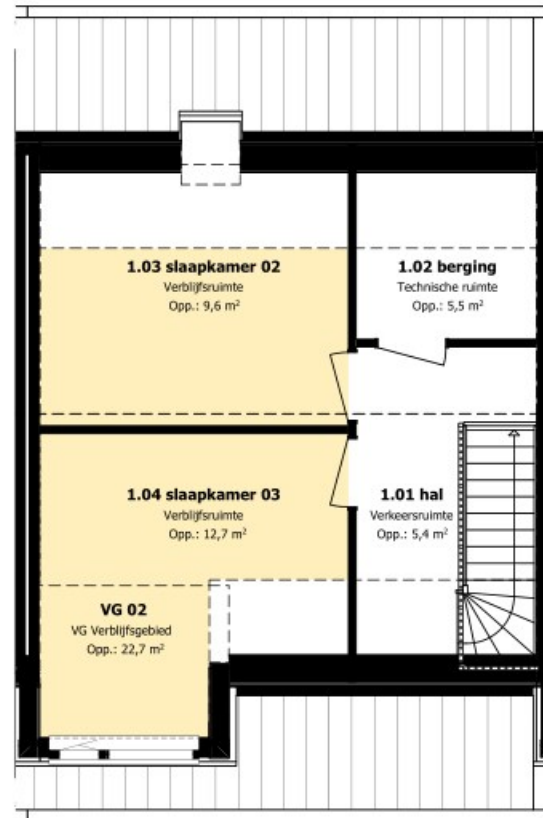 1.03 slaapkamer 02
Verblijfsruimte
Opp.: 9,6 m²
1.02 berging
Technische ruimte
Opp.: 5,5 m²
1.04 slaapkamer 03
Verblijfsruimte
Opp.: 12,7 m²
1.01 hal
Verkeersruimte
Opp.: 5,4 m²
VG 02
VG Verblijfsgebied
Opp.: 22,7 m²